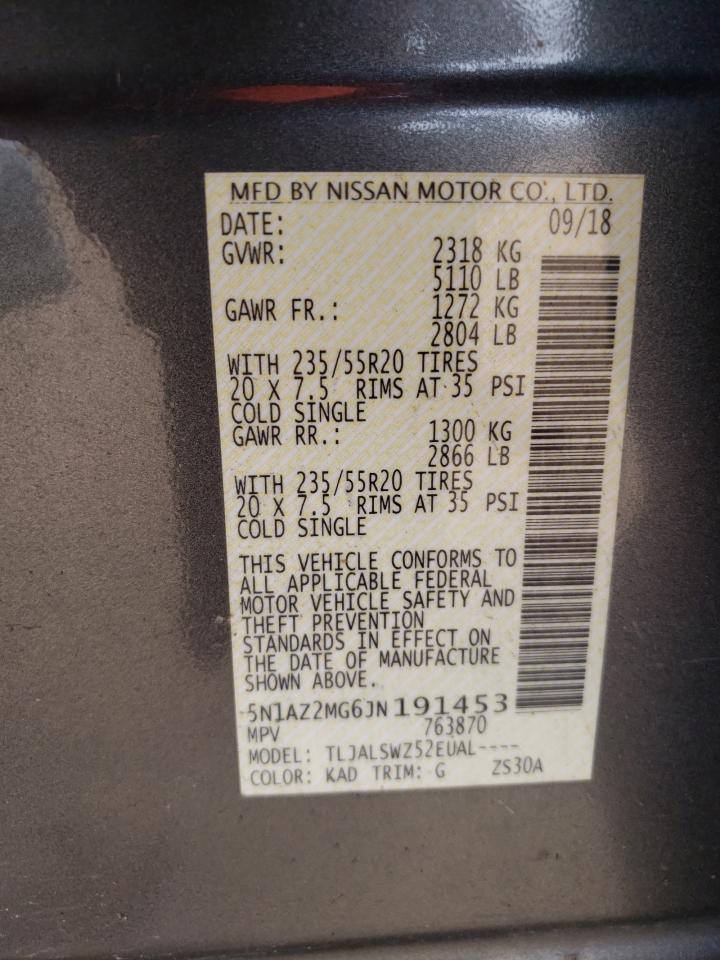 MFD BY NISSAN MOTOR CO., LTD.
DATE: 09/18
GVWR: 2318 KG
5110 LB
GAWR FR.: 1272 KG
2804 LB
WITH 235/55R20 TIRES
20 X 7.5 RIMS AT 35 PSI
COLD SINGLE
GAWR RR.: 1300 KG
2866 LB
WITH 235/55R20 TIRES
20 X 7.5 RIMS AT 35 PSI
COLD SINGLE
THIS VEHICLE CONFORMS TO
ALL APPLICABLE FEDERAL
MOTOR VEHICLE SAFETY AND
THEFT PREVENTION
STANDARDS IN EFFECT ON
THE DATE OF MANUFACTURE
SHOWN ABOVE.
5N1AZ2MG6JN191453
MPV 763870
MODEL: TLJALSWZ52EUAL----
COLOR: KAD TRIM: G ZS30A